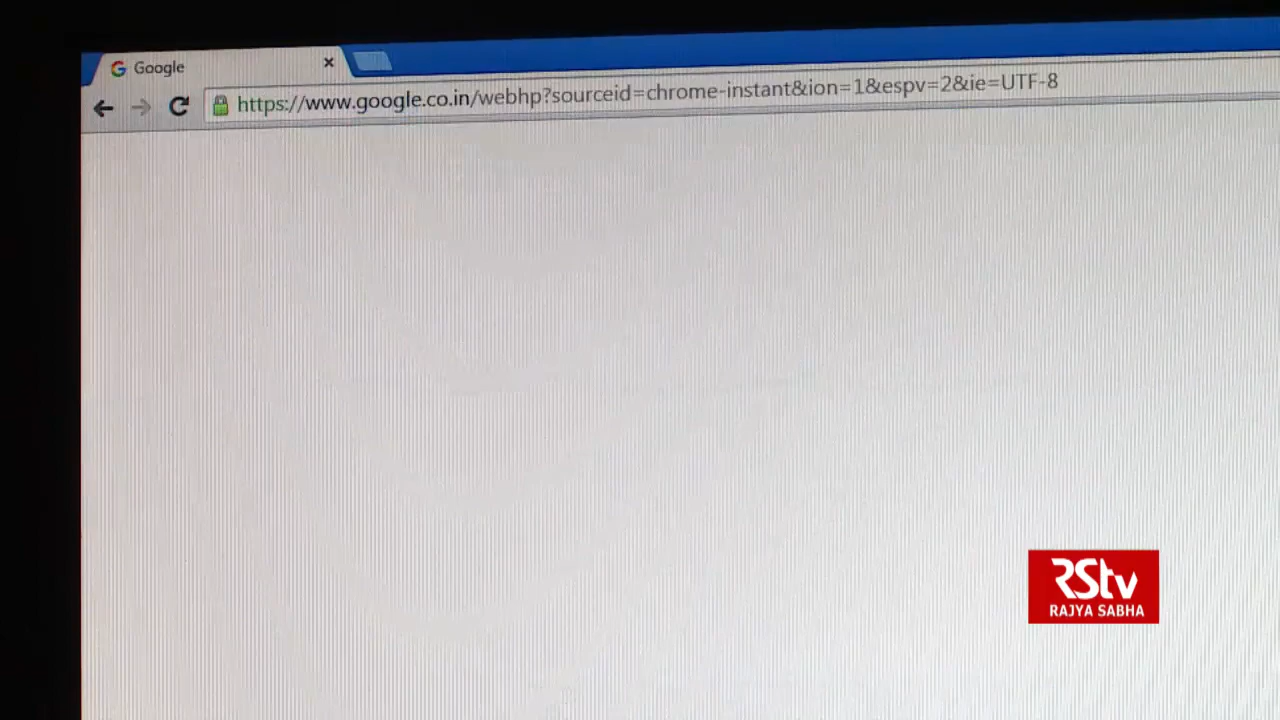 Google
https://www.google.co.in/webhp?sourceid=chrome-instant&ion=1&espv=2&ie=UTF-8
RStv
RAJYA SABHA